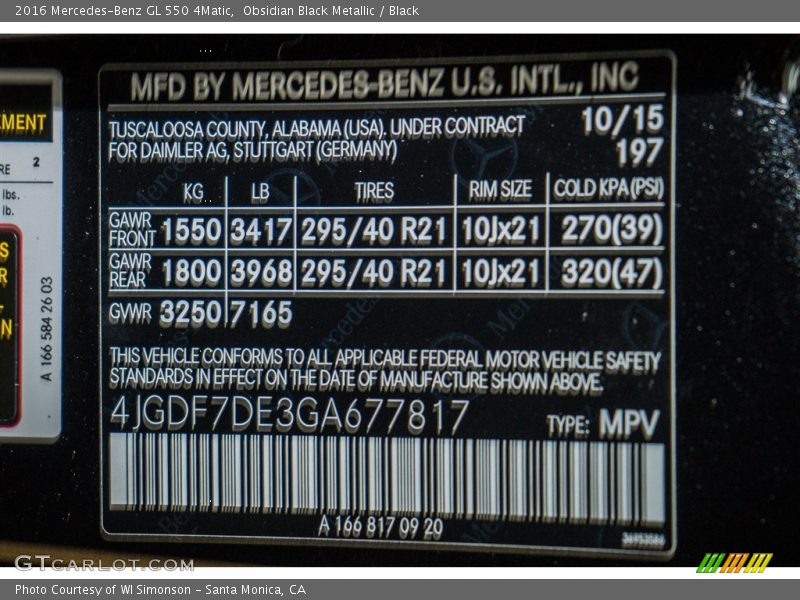 2016 Mercedes-Benz GL 550 4Matic,  Obsidian Black Metallic / Black
EMENT
RE 2
lbs.
lb.
S
R
N
A 166 584 26 03
MFD BY MERCEDES-BENZ U.S. INTL., INC
TUSCALOOSA COUNTY, ALABAMA (USA). UNDER CONTRACT 10/15
FOR DAIMLER AG, STUTTGART (GERMANY) 197
KG LB TIRES RIM SIZE COLD KPA(PSI)
GAWR FRONT 1550 3417 295/40 R21 10Jx21 270(39)
GAWR REAR 1800 3968 295/40 R21 10Jx21 320(47)
GVWR 3250 7165
THIS VEHICLE CONFORMS TO ALL APPLICABLE FEDERAL MOTOR VEHICLE SAFETY
STANDARDS IN EFFECT ON THE DATE OF MANUFACTURE SHOWN ABOVE.
4JGDF7DE3GA677817 TYPE: MPV
A 166 817 09 20
GTCARLOT.COM
Photo Courtesy of WI Simonson - Santa Monica, CA